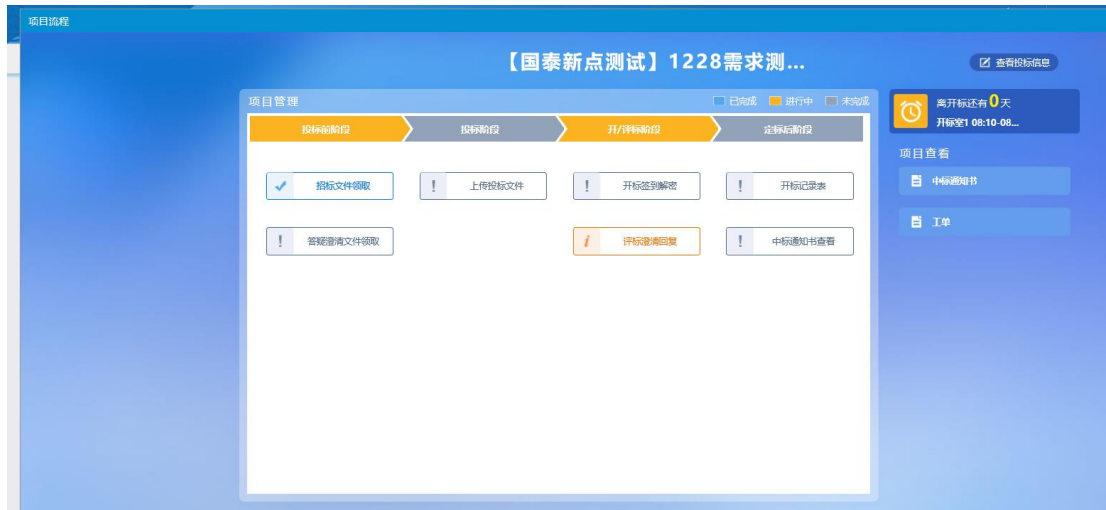 项目流程
【国泰新点测试】1228需求测...
查看投标信息
项目管理
已完成 进行中 未完成
离开标还有0天
开标室1 08:10-08...
投标前阶段 投标阶段 开/评标阶段 定标后阶段
项目查看
招标文件领取 上传投标文件 开标签到解密 开标记录表
中标通知书
工单
答疑澄清文件领取 评标澄清回复 中标通知书查看